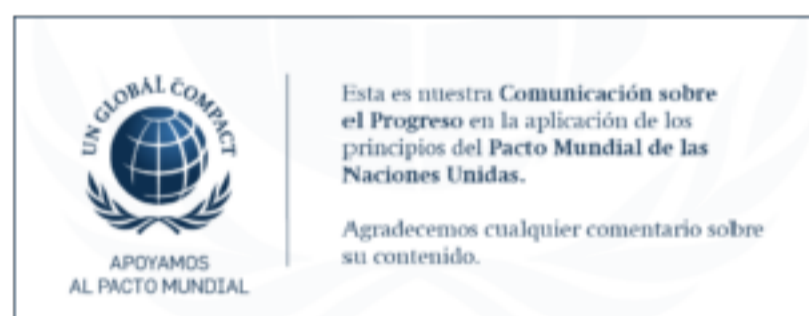 UN GLOBAL COMPACT
APOYAMOS
AL PACTO MUNDIAL
Esta es nuestra Comunicación sobre
el Progreso en la aplicación de los
principios del Pacto Mundial de las
Naciones Unidas.
Agradecemos cualquier comentario sobre
su contenido.